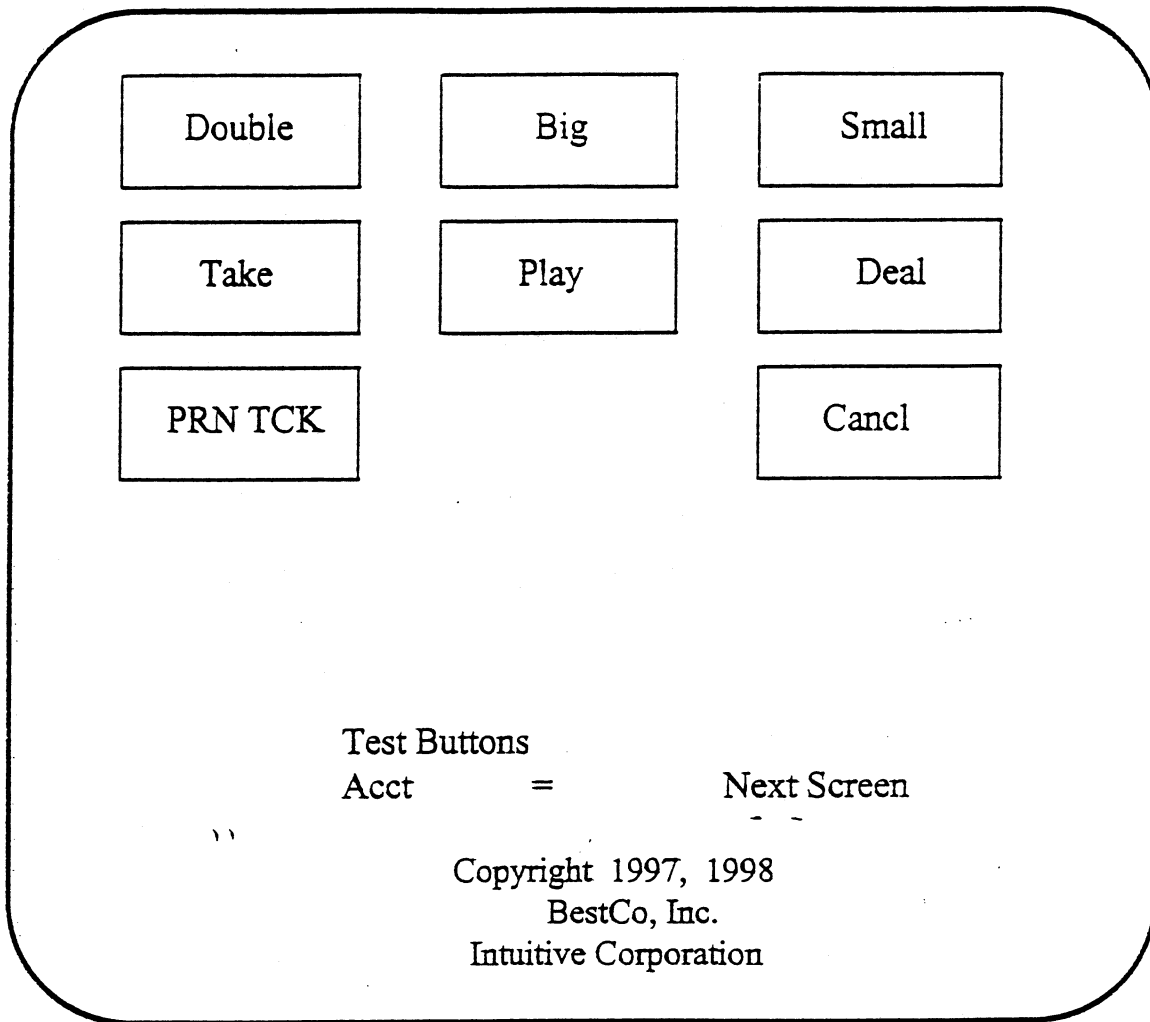 Double Big Small
Take Play Deal
PRN TCK Cancl
Test Buttons
Acct = Next Screen
Copyright 1997, 1998
BestCo, Inc.
Intuitive Corporation